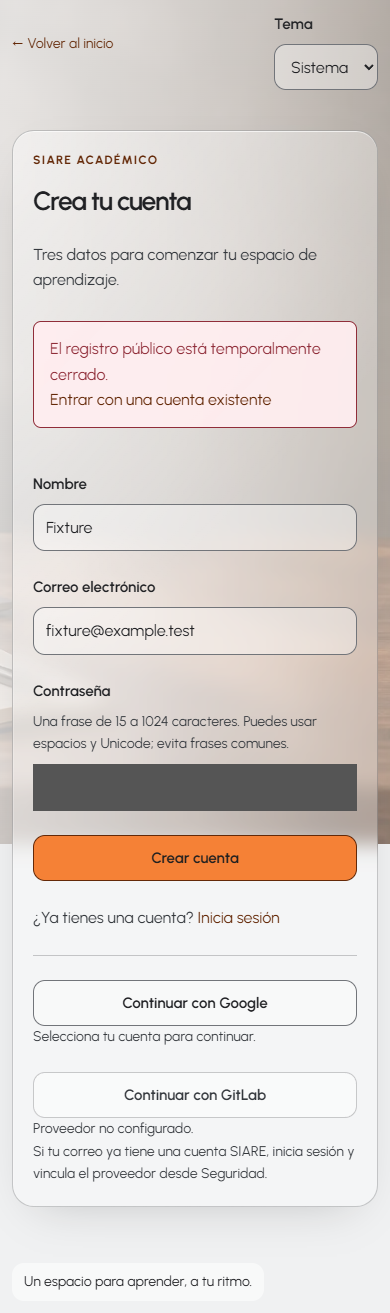 Tema
← Volver al inicio
Sistema
SIARE ACADÉMICO
Crea tu cuenta
Tres datos para comenzar tu espacio de
aprendizaje.
El registro público está temporalmente
cerrado.
Entrar con una cuenta existente
Nombre
Fixture
Correo electrónico
fixture@example.test
Contraseña
Una frase de 15 a 1024 caracteres. Puedes usar
espacios y Unicode; evita frases comunes.
Crear cuenta
¿Ya tienes una cuenta? Inicia sesión
Continuar con Google
Selecciona tu cuenta para continuar.
Continuar con GitLab
Proveedor no configurado.
Si tu correo ya tiene una cuenta SIARE, inicia sesión y
vincula el proveedor desde Seguridad.
Un espacio para aprender, a tu ritmo.